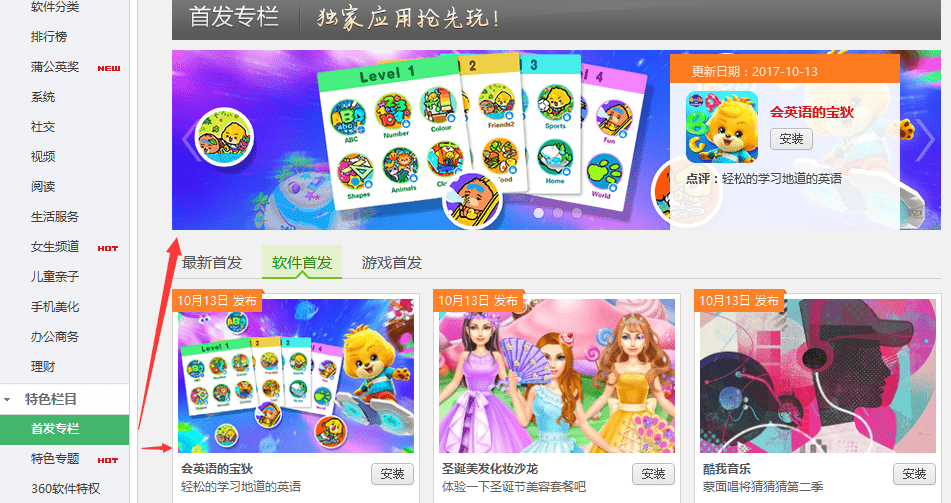 软件分类
排行榜
蒲公英奖 NEW
系统
社交
视频
阅读
生活服务
女生频道 HOT
儿童亲子
手机美化
办公商务
理财
特色栏目
首发专栏
特色专题 HOT
360软件特权
首发专栏 独家应用抢先玩!
Level 1
2
4
ABC
Number
Colour
Friends2
Sports
Fun
Shapes
Animals
Home
World
更新日期：2017-10-13
会英语的宝狄
安装
点评：轻松的学习地道的英语
最新首发 软件首发 游戏首发
10月13日 发布
Level 1
会英语的宝狄
轻松的学习地道的英语
安装
10月13日 发布
圣诞美发化妆沙龙
体验一下圣诞节美容套餐吧
安装
10月13日 发布
酷我音乐
蒙面唱将猜猜猜第二季
安装